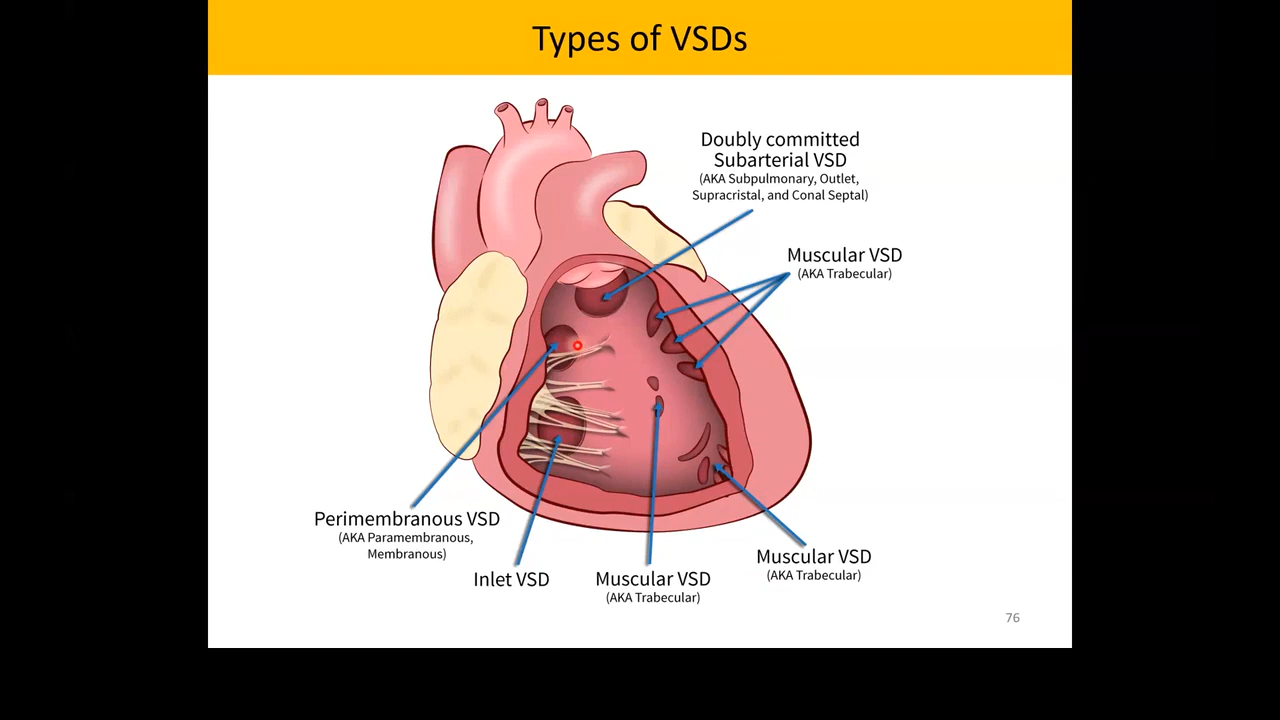 Types of VSDs
Doubly committed
Subarterial VSD
(AKA Subpulmonary, Outlet,
Supracristal, and Conal Septal)
Muscular VSD
(AKA Trabecular)
Perimembranous VSD
(AKA Paramembranous,
Membranous)
Inlet VSD
Muscular VSD
(AKA Trabecular)
Muscular VSD
(AKA Trabecular)
76